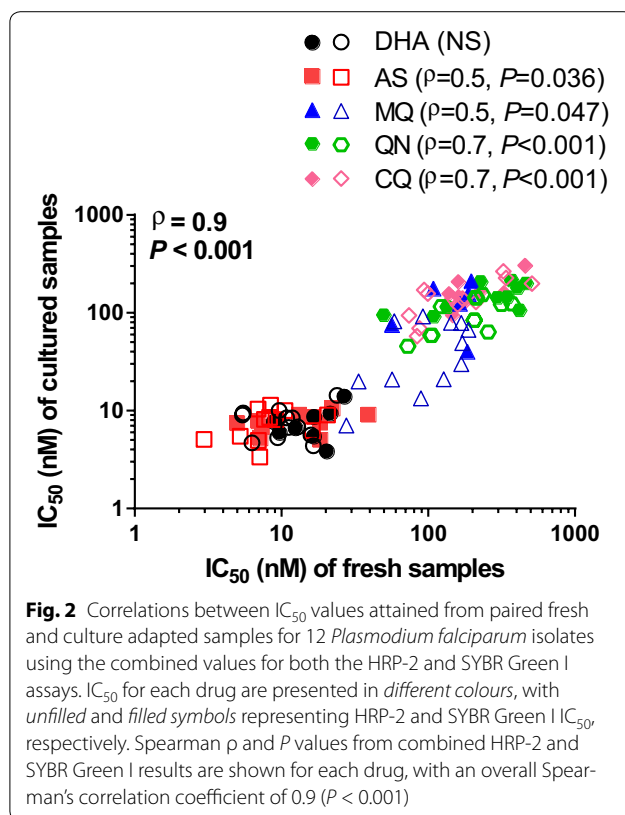 DHA (NS)
AS (ρ=0.5, P=0.036)
MQ (ρ=0.5, P=0.047)
QN (ρ=0.7, P<0.001)
CQ (ρ=0.7, P<0.001)
ρ = 0.9
P < 0.001
IC50 (nM) of cultured samples
1000
100
10
1
1 10 100 1000
IC50 (nM) of fresh samples
Fig. 2 Correlations between IC50 values attained from paired fresh
and culture adapted samples for 12 Plasmodium falciparum isolates
using the combined values for both the HRP-2 and SYBR Green I
assays. IC50 for each drug are presented in different colours, with
unfilled and filled symbols representing HRP-2 and SYBR Green I IC50,
respectively. Spearman ρ and P values from combined HRP-2 and
SYBR Green I results are shown for each drug, with an overall Spear-
man's correlation coefficient of 0.9 (P < 0.001)